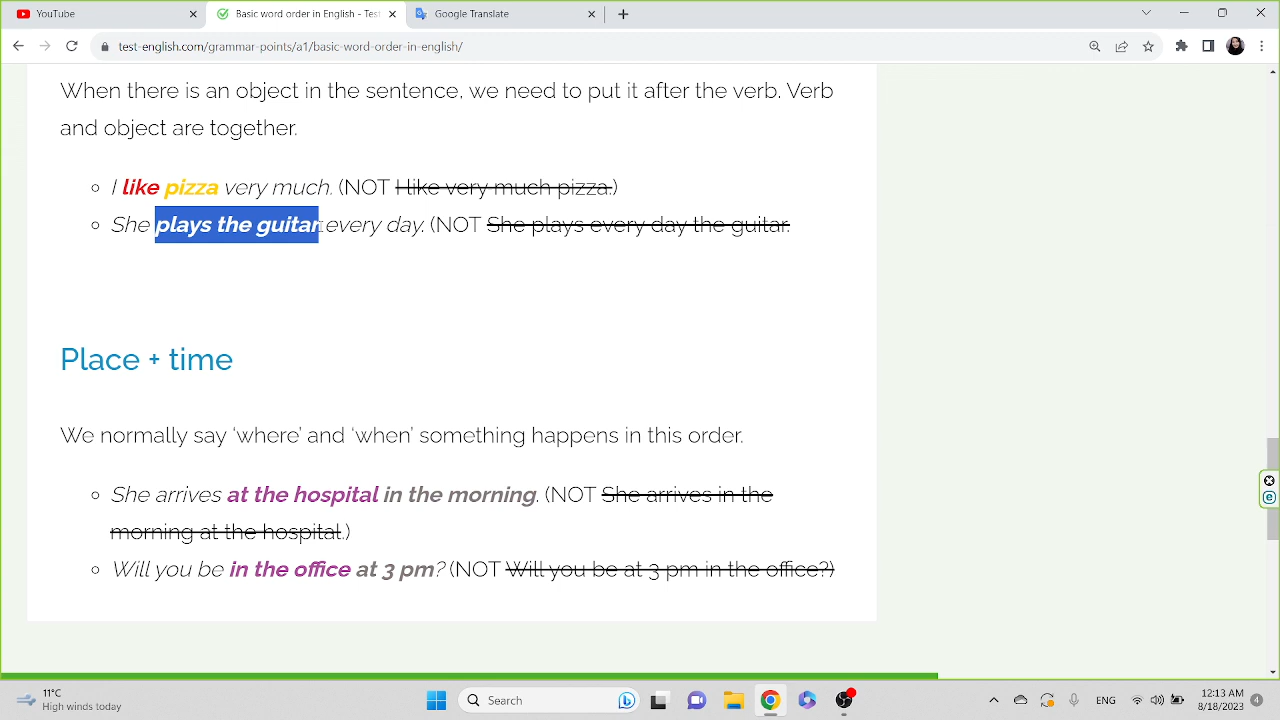 YouTube
Basic word order in English - Test
Google Translate
test-english.com/grammar-points/a1/basic-word-order-in-english/
When there is an object in the sentence, we need to put it after the verb. Verb
and object are together.
I like pizza very much. (NOT I like very much pizza.)
She plays the guitar every day. (NOT She plays every day the guitar.
Place + time
We normally say ‘where’ and ‘when’ something happens in this order.
She arrives at the hospital in the morning. (NOT She arrives in the
morning at the hospital.)
Will you be in the office at 3 pm? (NOT Will you be at 3 pm in the office?)
11°C
High winds today
Search
ENG
12:13 AM
8/18/2023
4